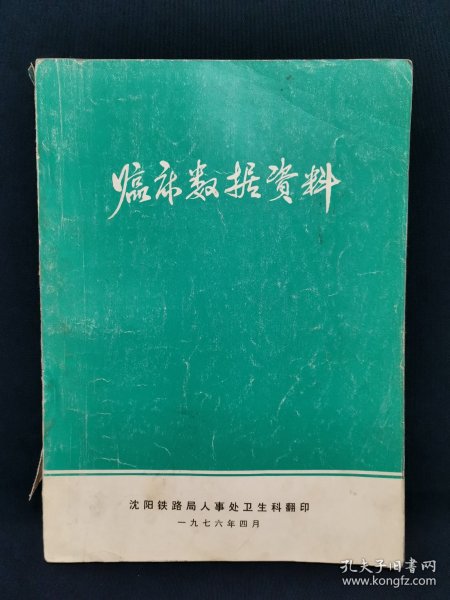 临床数据资料
沈阳铁路局人事处卫生科翻印
一九七六年四月
孔夫子旧书网
www.kongfz.com